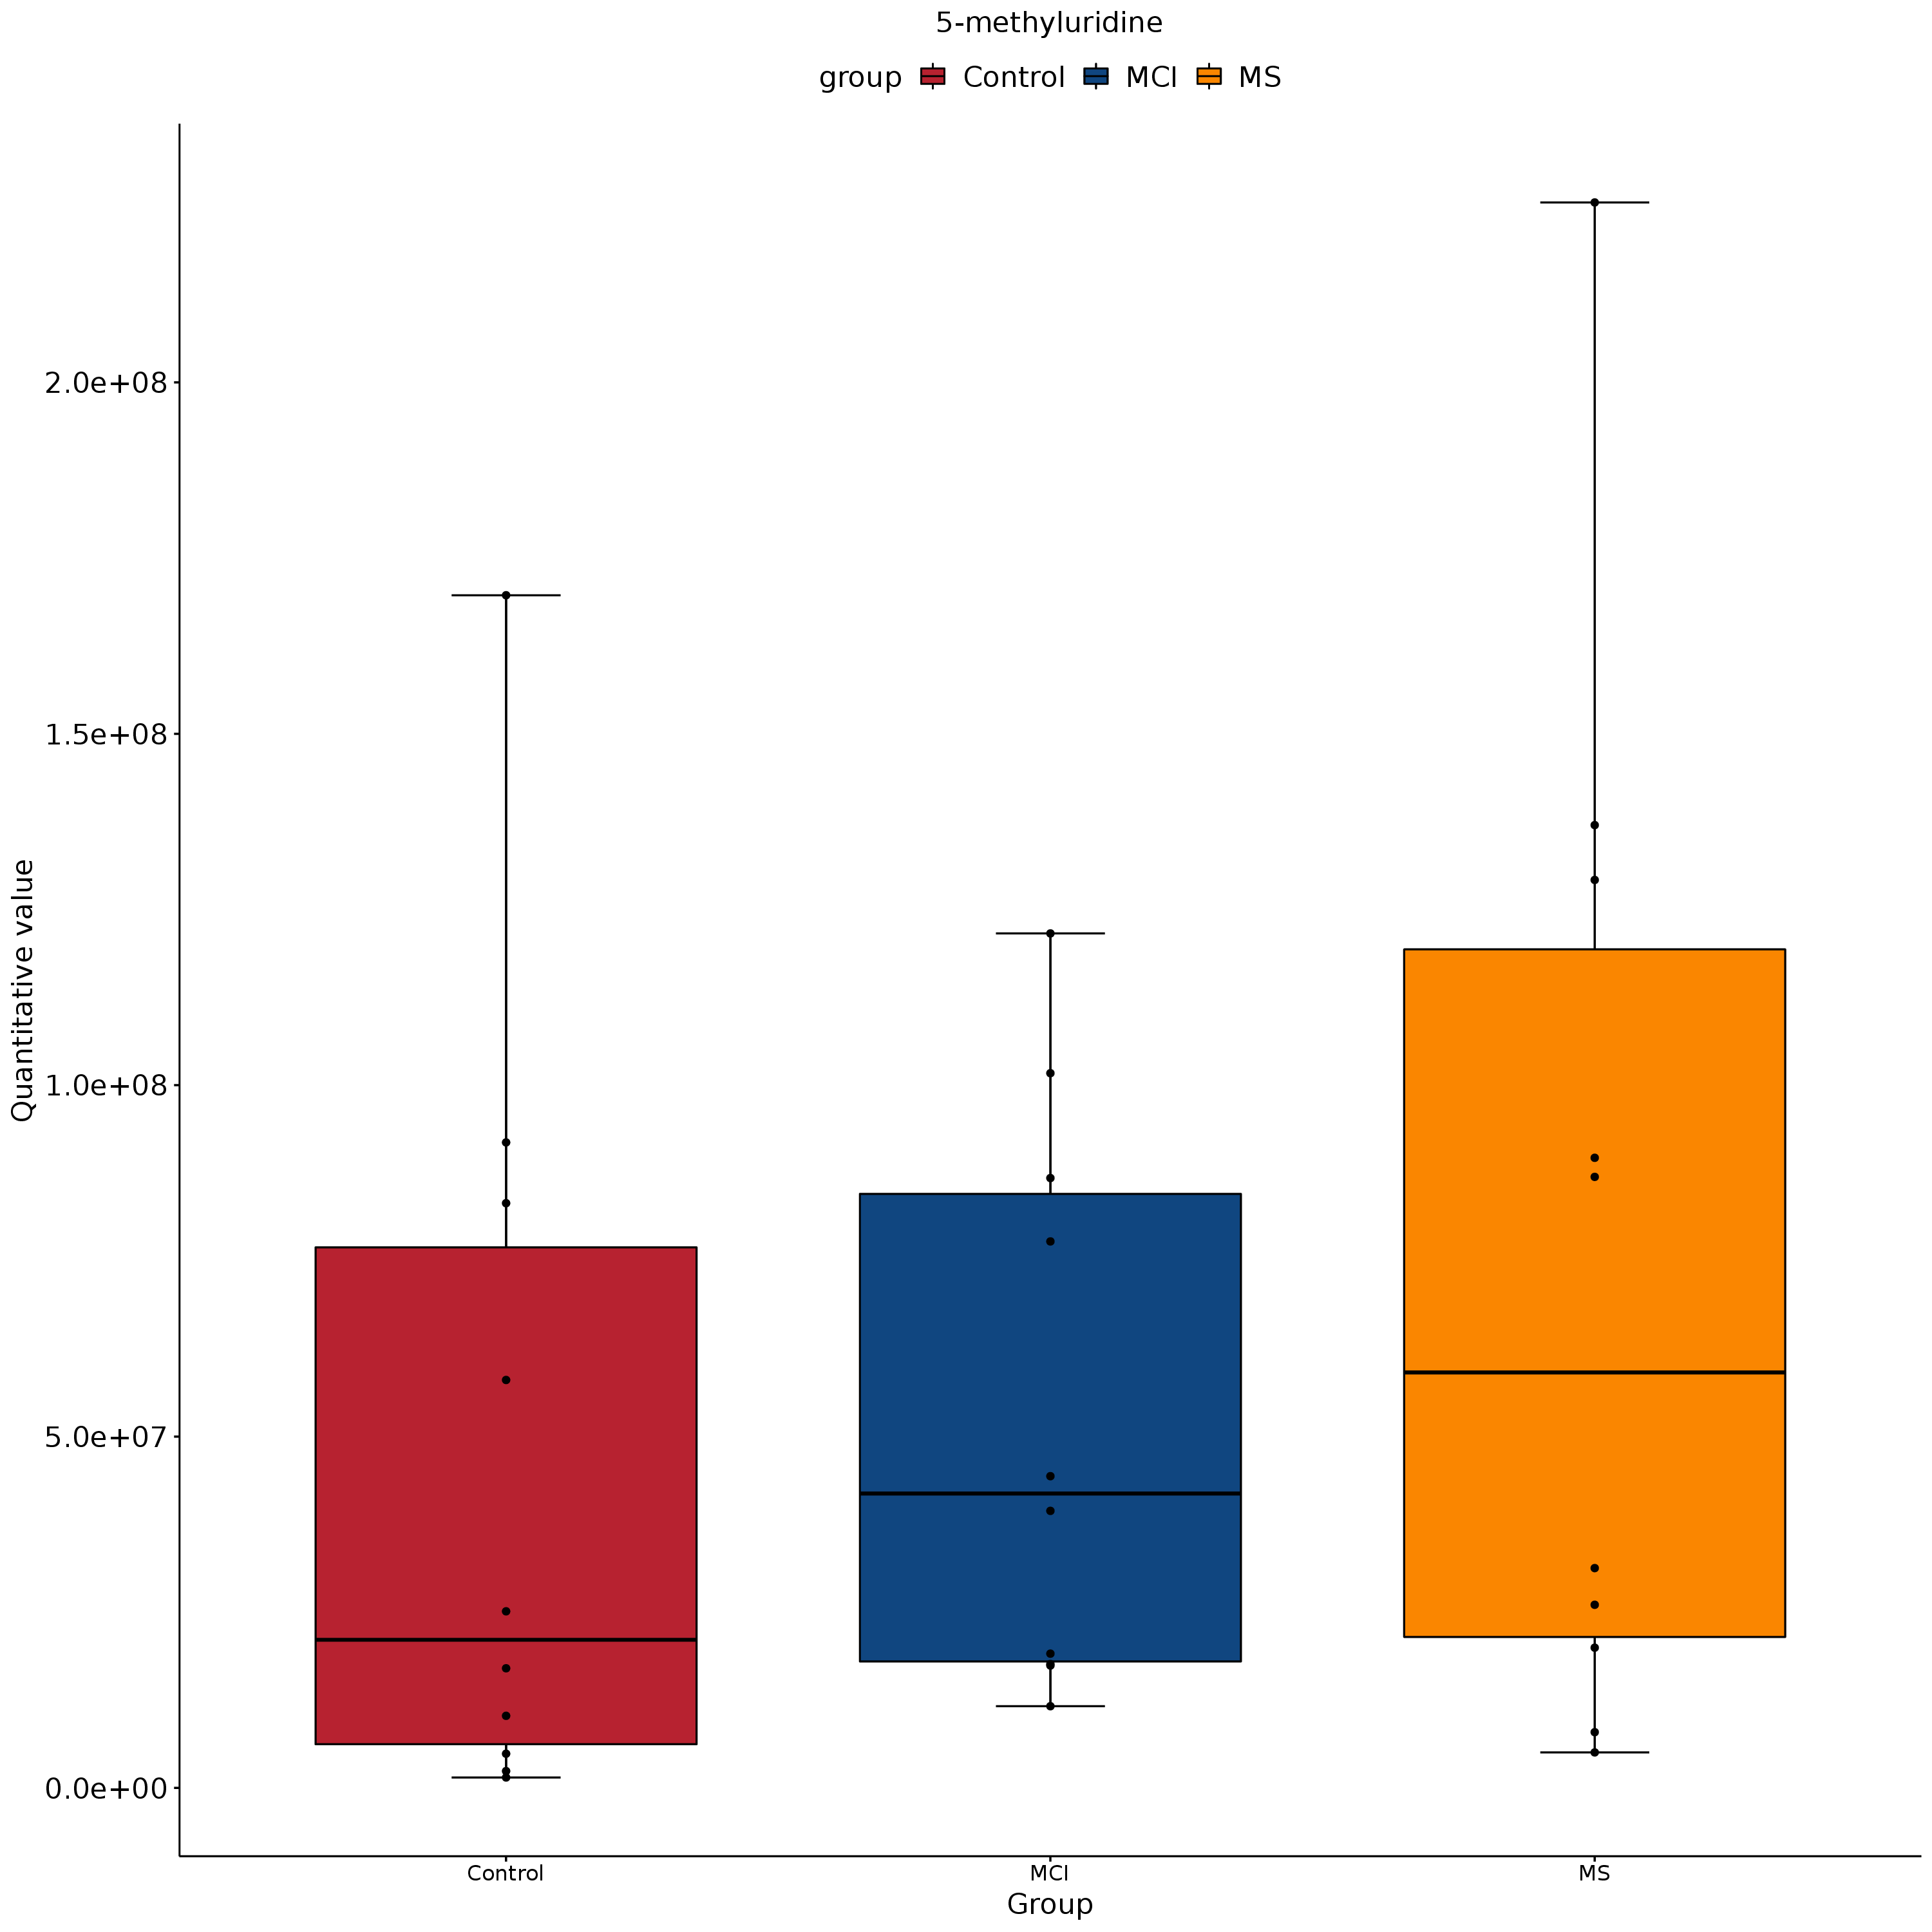 5-methyluridine
group Control MCI MS
Quantitative value
2.0e+08
1.5e+08
1.0e+08
5.0e+07
0.0e+00
Control MCI MS
Group